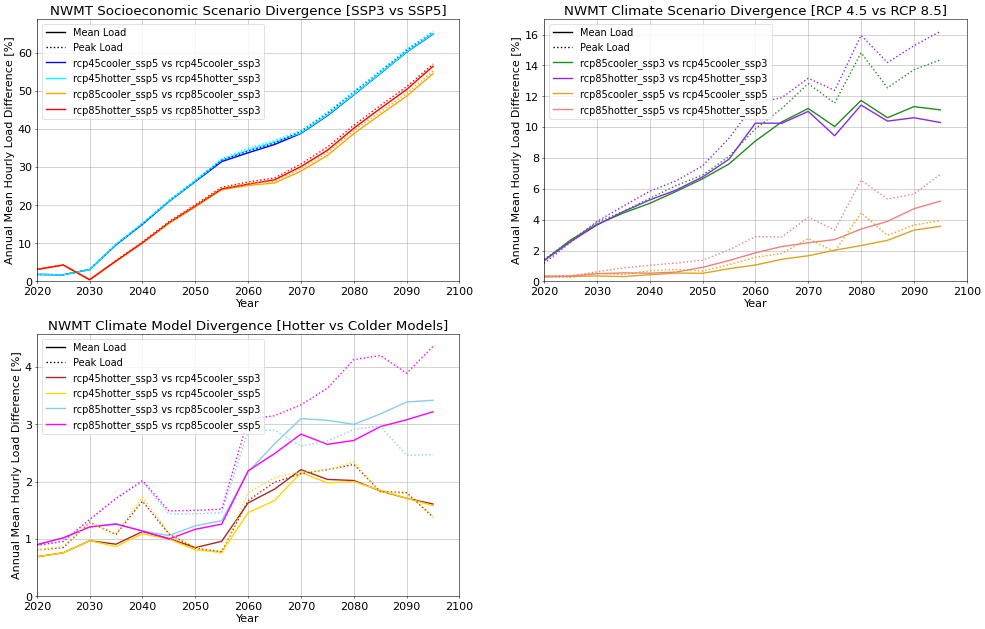 NWMT Socioeconomic Scenario Divergence [SSP3 vs SSP5]
Annual Mean Hourly Load Difference [%]
Mean Load
Peak Load
rcp45cooler_ssp5 vs rcp45cooler_ssp3
rcp45hotter_ssp5 vs rcp45hotter_ssp3
rcp85cooler_ssp5 vs rcp85cooler_ssp3
rcp85hotter_ssp5 vs rcp85hotter_ssp3
60
50
40
30
20
10
0
2020 2030 2040 2050 2060 2070 2080 2090 2100
Year
NWMT Climate Scenario Divergence [RCP 4.5 vs RCP 8.5]
Annual Mean Hourly Load Difference [%]
Mean Load
Peak Load
rcp85cooler_ssp3 vs rcp45cooler_ssp3
rcp85hotter_ssp3 vs rcp45hotter_ssp3
rcp85cooler_ssp5 vs rcp45cooler_ssp5
rcp85hotter_ssp5 vs rcp45hotter_ssp5
16
14
12
10
8
6
4
2
0
2020 2030 2040 2050 2060 2070 2080 2090 2100
Year
NWMT Climate Model Divergence [Hotter vs Colder Models]
Annual Mean Hourly Load Difference [%]
Mean Load
Peak Load
rcp45hotter_ssp3 vs rcp45cooler_ssp3
rcp45hotter_ssp5 vs rcp45cooler_ssp5
rcp85hotter_ssp3 vs rcp85cooler_ssp3
rcp85hotter_ssp5 vs rcp85cooler_ssp5
4
3
2
1
0
2020 2030 2040 2050 2060 2070 2080 2090 2100
Year